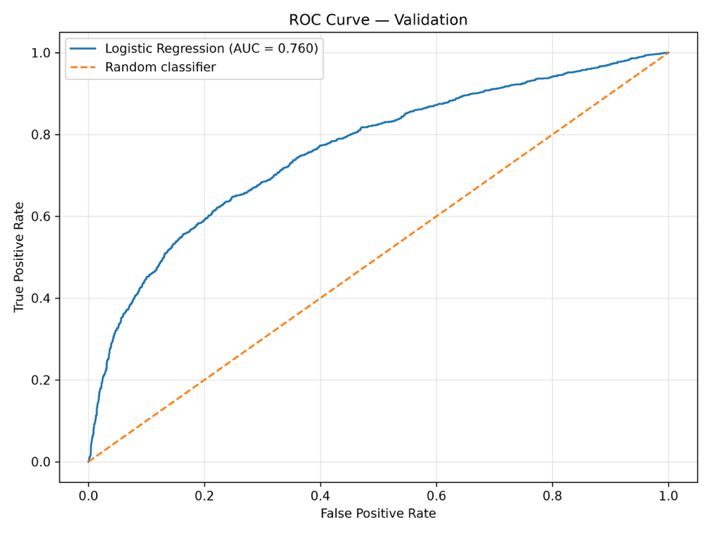 ROC Curve — Validation
Logistic Regression (AUC = 0.760)
Random classifier
True Positive Rate
1.0
0.8
0.6
0.4
0.2
0.0
0.0 0.2 0.4 0.6 0.8 1.0
False Positive Rate